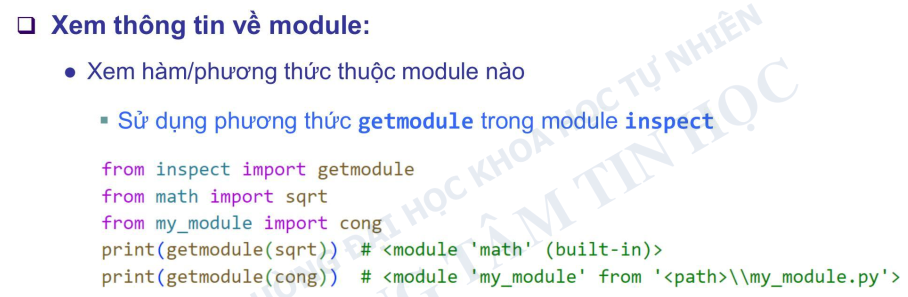 ❑ Xem thông tin về module:
● Xem hàm/phương thức thuộc module nào
▪ Sử dụng phương thức getmodule trong module inspect
from inspect import getmodule
from math import sqrt
from my_module import cong
print(getmodule(sqrt))  # <module 'math' (built-in)>
print(getmodule(cong))  # <module 'my_module' from '<path>\\my_module.py'>
ĐẠI HỌC KHOA HỌC TỰ NHIÊN
TÂM TIN HỌC